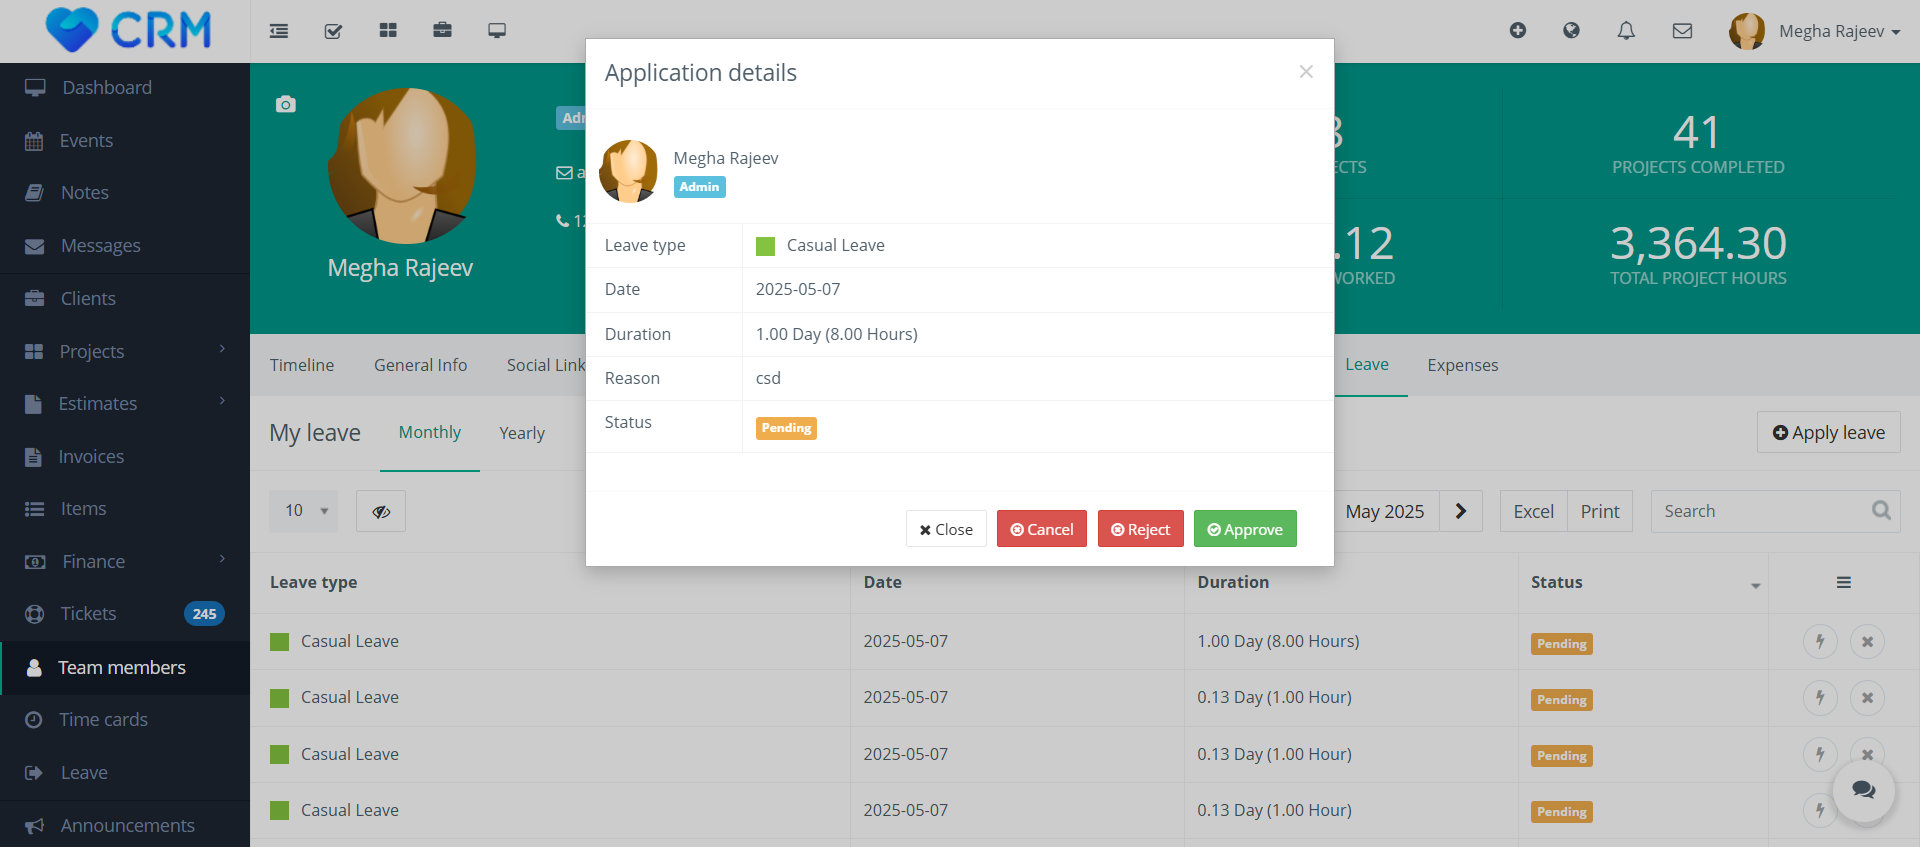 CRM
Megha Rajeev
Dashboard
Events
Notes
Messages
Clients
Projects
Estimates
Invoices
Items
Finance
Tickets
245
Team members
Time cards
Leave
Announcements
Megha Rajeev
41
PROJECTS COMPLETED
.12
WORKED
3,364.30
TOTAL PROJECT HOURS
Timeline
General Info
Social Link
Leave
Expenses
My leave
Monthly
Yearly
Apply leave
10
May 2025
Excel
Print
Search
Application details
×
Megha Rajeev
Admin
Leave type
Casual Leave
Date
2025-05-07
Duration
1.00 Day (8.00 Hours)
Reason
csd
Status
Pending
Close
Cancel
Reject
Approve
Leave type
Date
Duration
Status
Casual Leave
2025-05-07
1.00 Day (8.00 Hours)
Pending
Casual Leave
2025-05-07
0.13 Day (1.00 Hour)
Pending
Casual Leave
2025-05-07
0.13 Day (1.00 Hour)
Pending
Casual Leave
2025-05-07
0.13 Day (1.00 Hour)
Pending